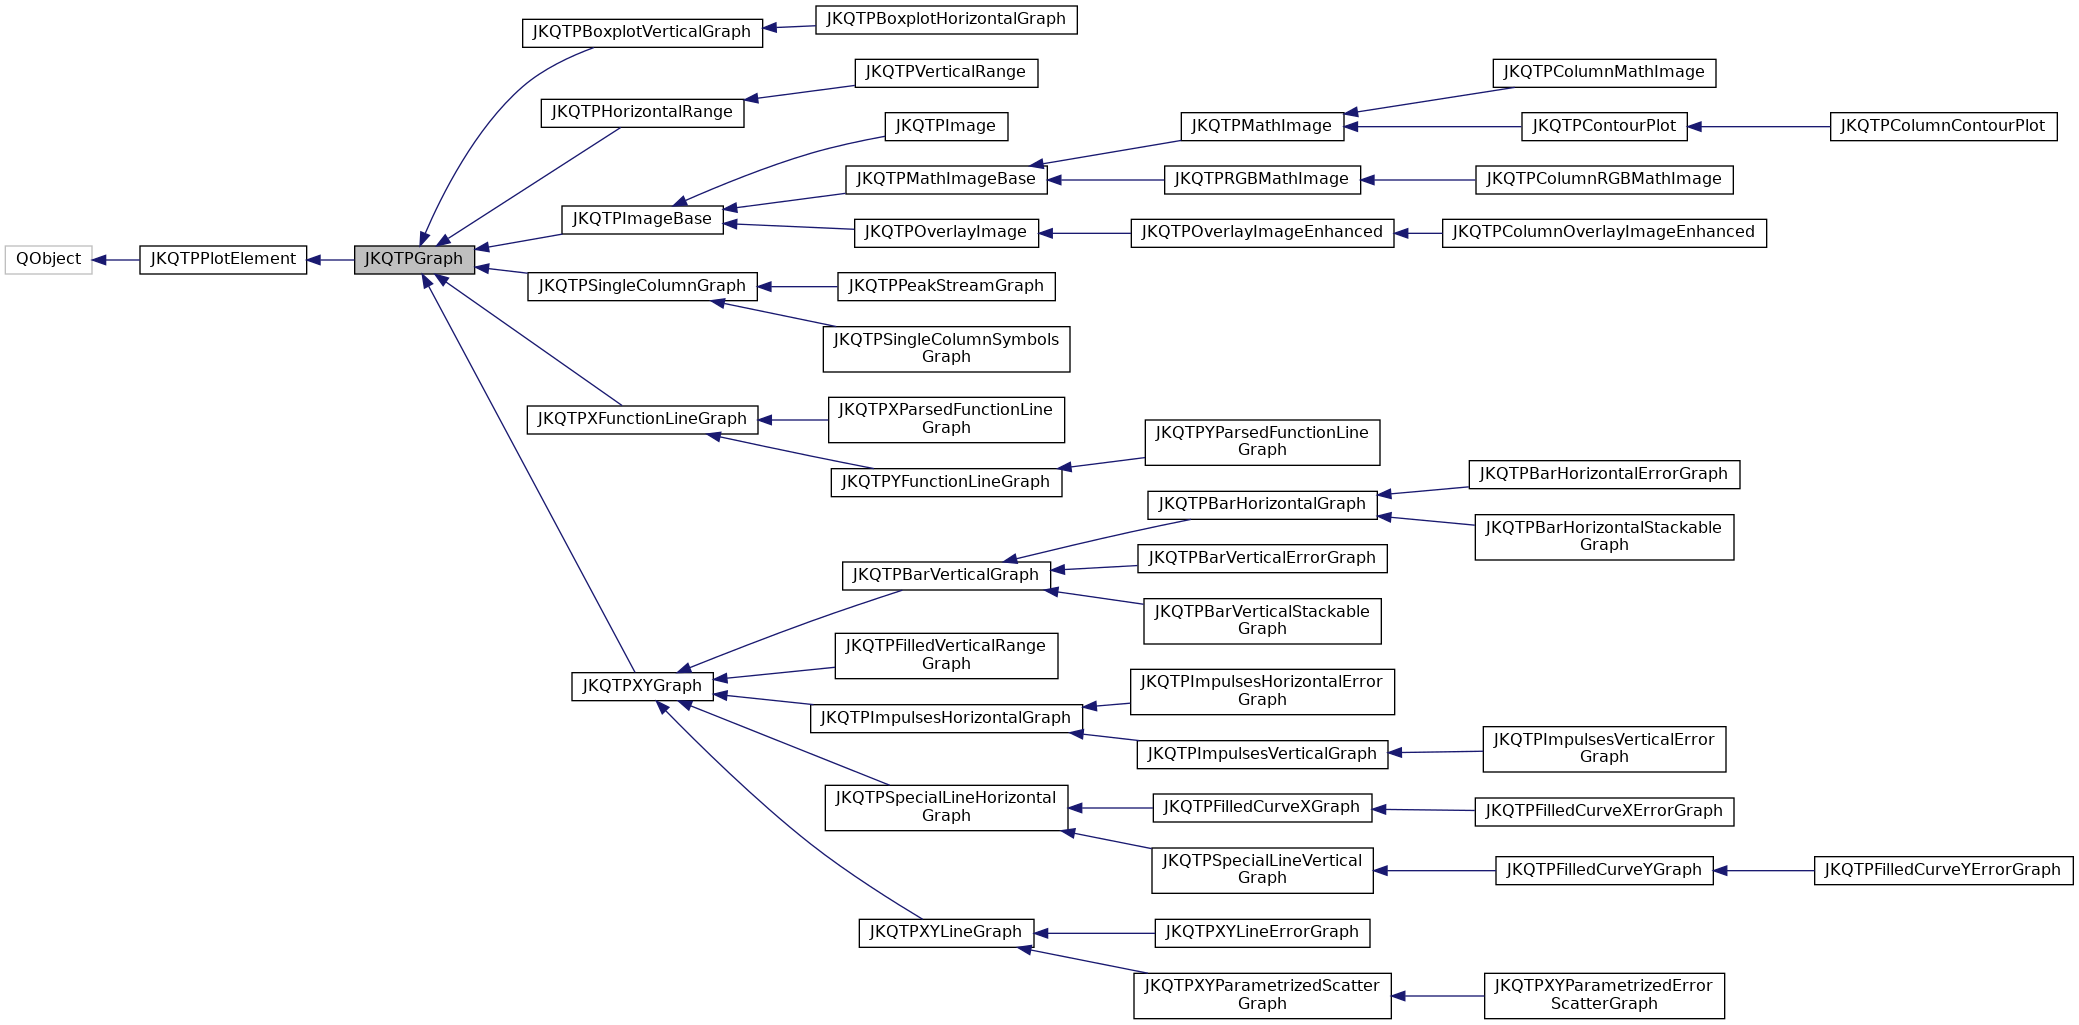 JKQTPBoxplotVerticalGraph
JKQTPBoxplotHorizontalGraph
JKQTPHorizontalRange
JKQTPVerticalRange
JKQTPImage
JKQTPColumnMathImage
JKQTPMathImage
JKQTPContourPlot
JKQTPColumnContourPlot
JKQTPMathImageBase
JKQTPRGBMathImage
JKQTPColumnRGBMathImage
JKQTPImageBase
JKQTPOverlayImage
JKQTPOverlayImageEnhanced
JKQTPColumnOverlayImageEnhanced
QObject
JKQTPPlotElement
JKQTPGraph
JKQTPSingleColumnGraph
JKQTPPeakStreamGraph
JKQTPSingleColumnSymbols
Graph
JKQTPXFunctionLineGraph
JKQTPXParsedFunctionLine
Graph
JKQTPYFunctionLineGraph
JKQTPYParsedFunctionLine
Graph
JKQTPBarHorizontalGraph
JKQTPBarHorizontalErrorGraph
JKQTPBarHorizontalStackable
Graph
JKQTPBarVerticalGraph
JKQTPBarVerticalErrorGraph
JKQTPBarVerticalStackable
Graph
JKQTPXYGraph
JKQTPFilledVerticalRange
Graph
JKQTPImpulsesHorizontalGraph
JKQTPImpulsesHorizontalError
Graph
JKQTPImpulsesVerticalGraph
JKQTPImpulsesVerticalError
Graph
JKQTPSpecialLineHorizontal
Graph
JKQTPFilledCurveXGraph
JKQTPFilledCurveXErrorGraph
JKQTPSpecialLineVertical
Graph
JKQTPFilledCurveYGraph
JKQTPFilledCurveYErrorGraph
JKQTPXYLineGraph
JKQTPXYLineErrorGraph
JKQTPXYParametrizedScatter
Graph
JKQTPXYParametrizedError
ScatterGraph